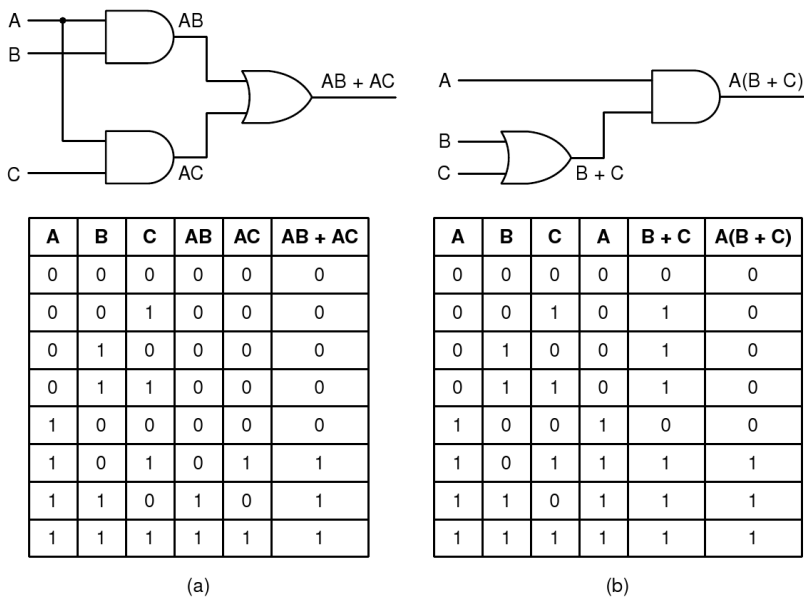 A
B
C
AB
AC
AB + AC
A
B
C
B + C
A(B + C)
A B C AB AC AB + AC
0 0 0 0 0 0
0 0 1 0 0 0
0 1 0 0 0 0
0 1 1 0 0 0
1 0 0 0 0 0
1 0 1 0 1 1
1 1 0 1 0 1
1 1 1 1 1 1
(a)
A B C A B + C A(B + C)
0 0 0 0 0 0
0 0 1 0 1 0
0 1 0 0 1 0
0 1 1 0 1 0
1 0 0 1 0 0
1 0 1 1 1 1
1 1 0 1 1 1
1 1 1 1 1 1
(b)